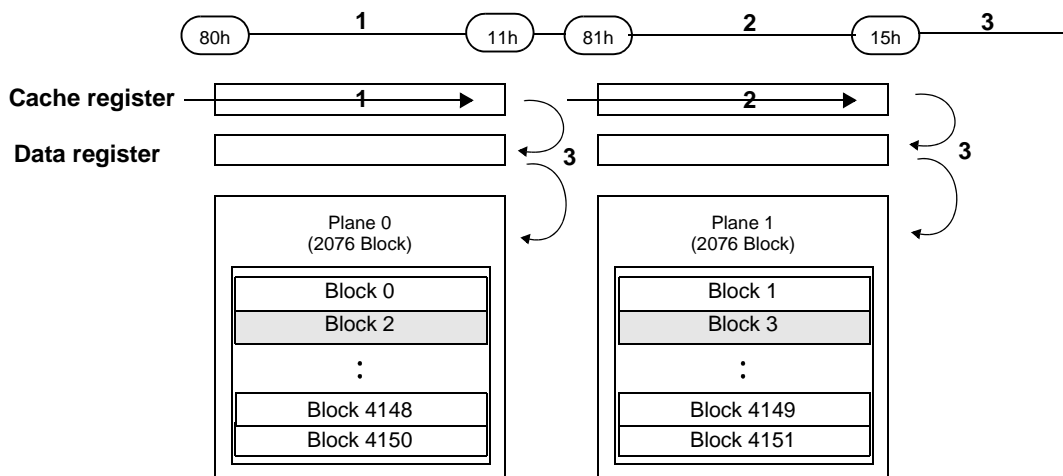 80h 1 11h 81h 2 15h 3
Cache register 1 2
Data register 3 3
Plane 0
(2076 Block)
Block 0
Block 2
:
Block 4148
Block 4150
Plane 1
(2076 Block)
Block 1
Block 3
:
Block 4149
Block 4151